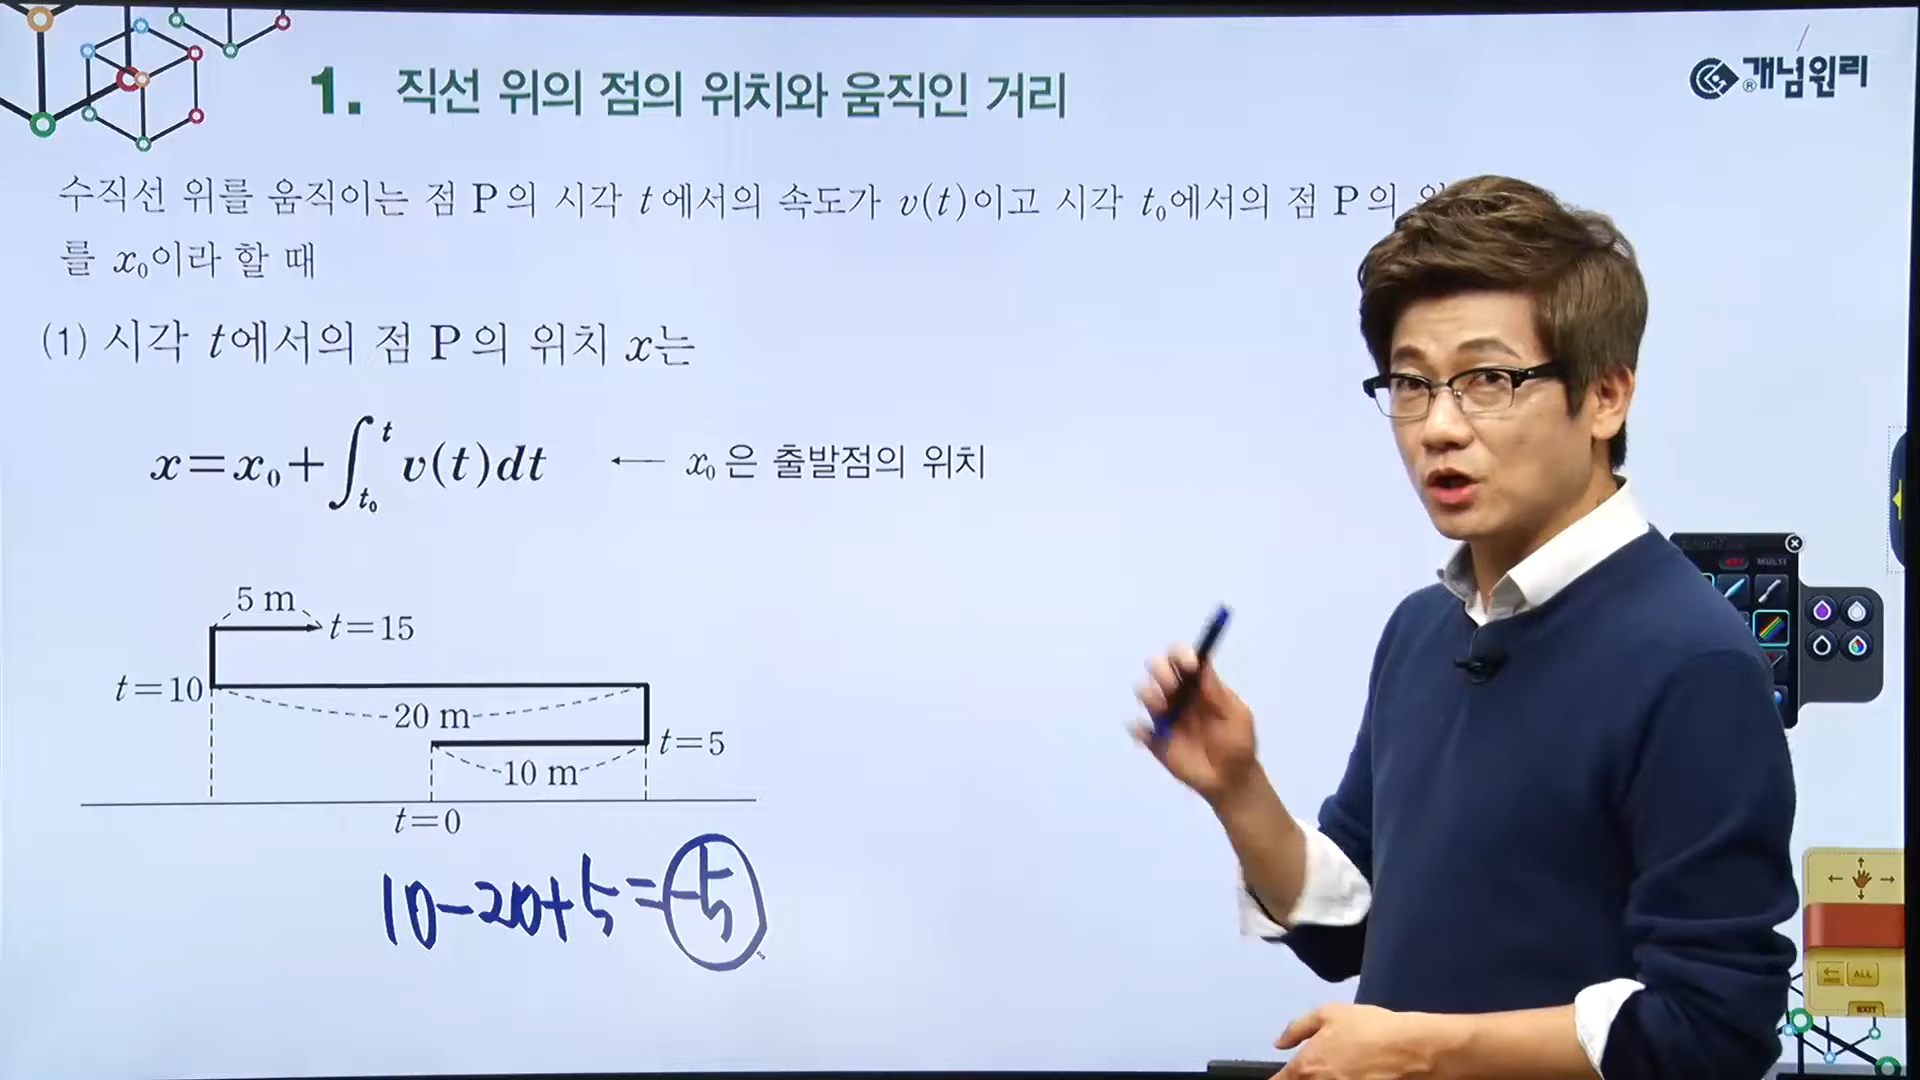 1. 직선 위의 점의 위치와 움직인 거리
® 개념원리
수직선 위를 움직이는 점 P의 시각 t에서의 속도가 v(t)이고 시각 t₀에서의 점 P의
를 x₀이라 할 때
(1) 시각 t에서의 점 P의 위치 x는
x=x₀+∫ₜ₀ᵗ v(t)dt ← x₀은 출발점의 위치
5 m
t=15
t=10
20 m
t=5
10 m
t=0
10-20+5=-5
MULTI
ALL
EXIT